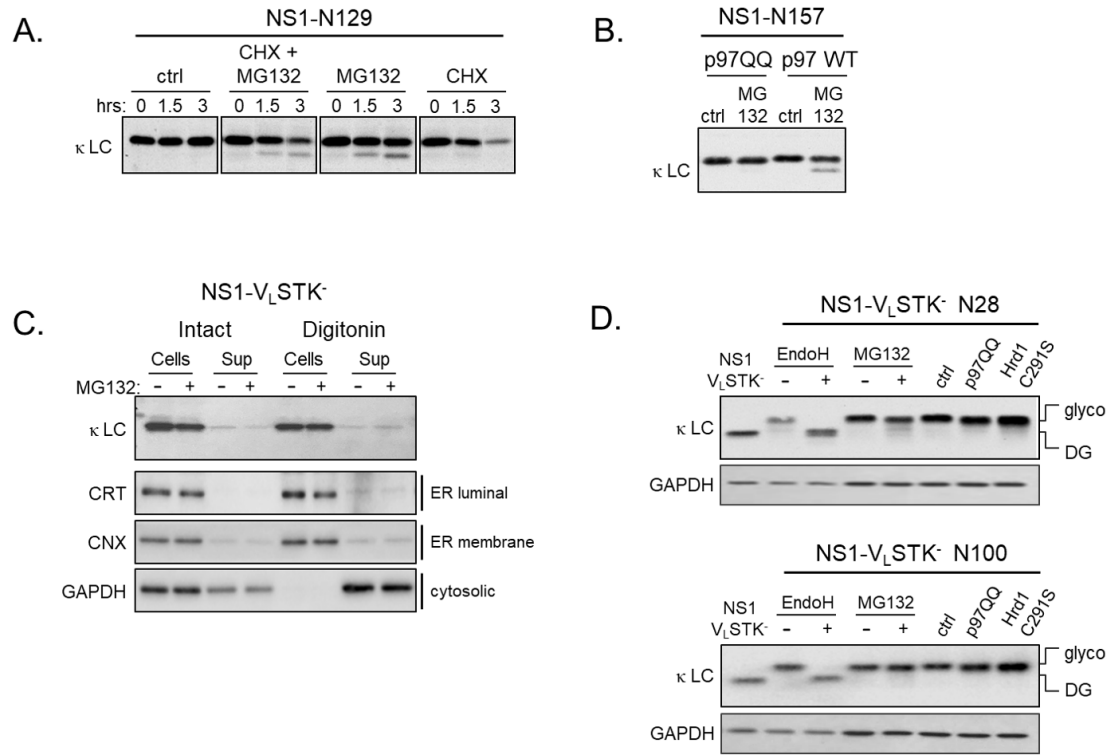 A.
NS1-N129
ctrl
CHX +
MG132
MG132
CHX
hrs: 0 1.5 3 0 1.5 3 0 1.5 3 0 1.5 3
κ LC
B.
NS1-N157
p97QQ p97 WT
ctrl MG
132 ctrl MG
132
κ LC
C.
NS1-VLSTK-
Intact Digitonin
Cells Sup Cells Sup
MG132: - + - + - + - +
κ LC
CRT ER luminal
CNX ER membrane
GAPDH cytosolic
D.
NS1-VLSTK- N28
NS1
VLSTK-
EndoH
- +
MG132
- +
ctrl
p97QQ
Hrd1
C291S
κ LC
glyco
DG
GAPDH
NS1-VLSTK- N100
NS1
VLSTK-
EndoH
- +
MG132
- +
ctrl
p97QQ
Hrd1
C291S
κ LC
glyco
DG
GAPDH